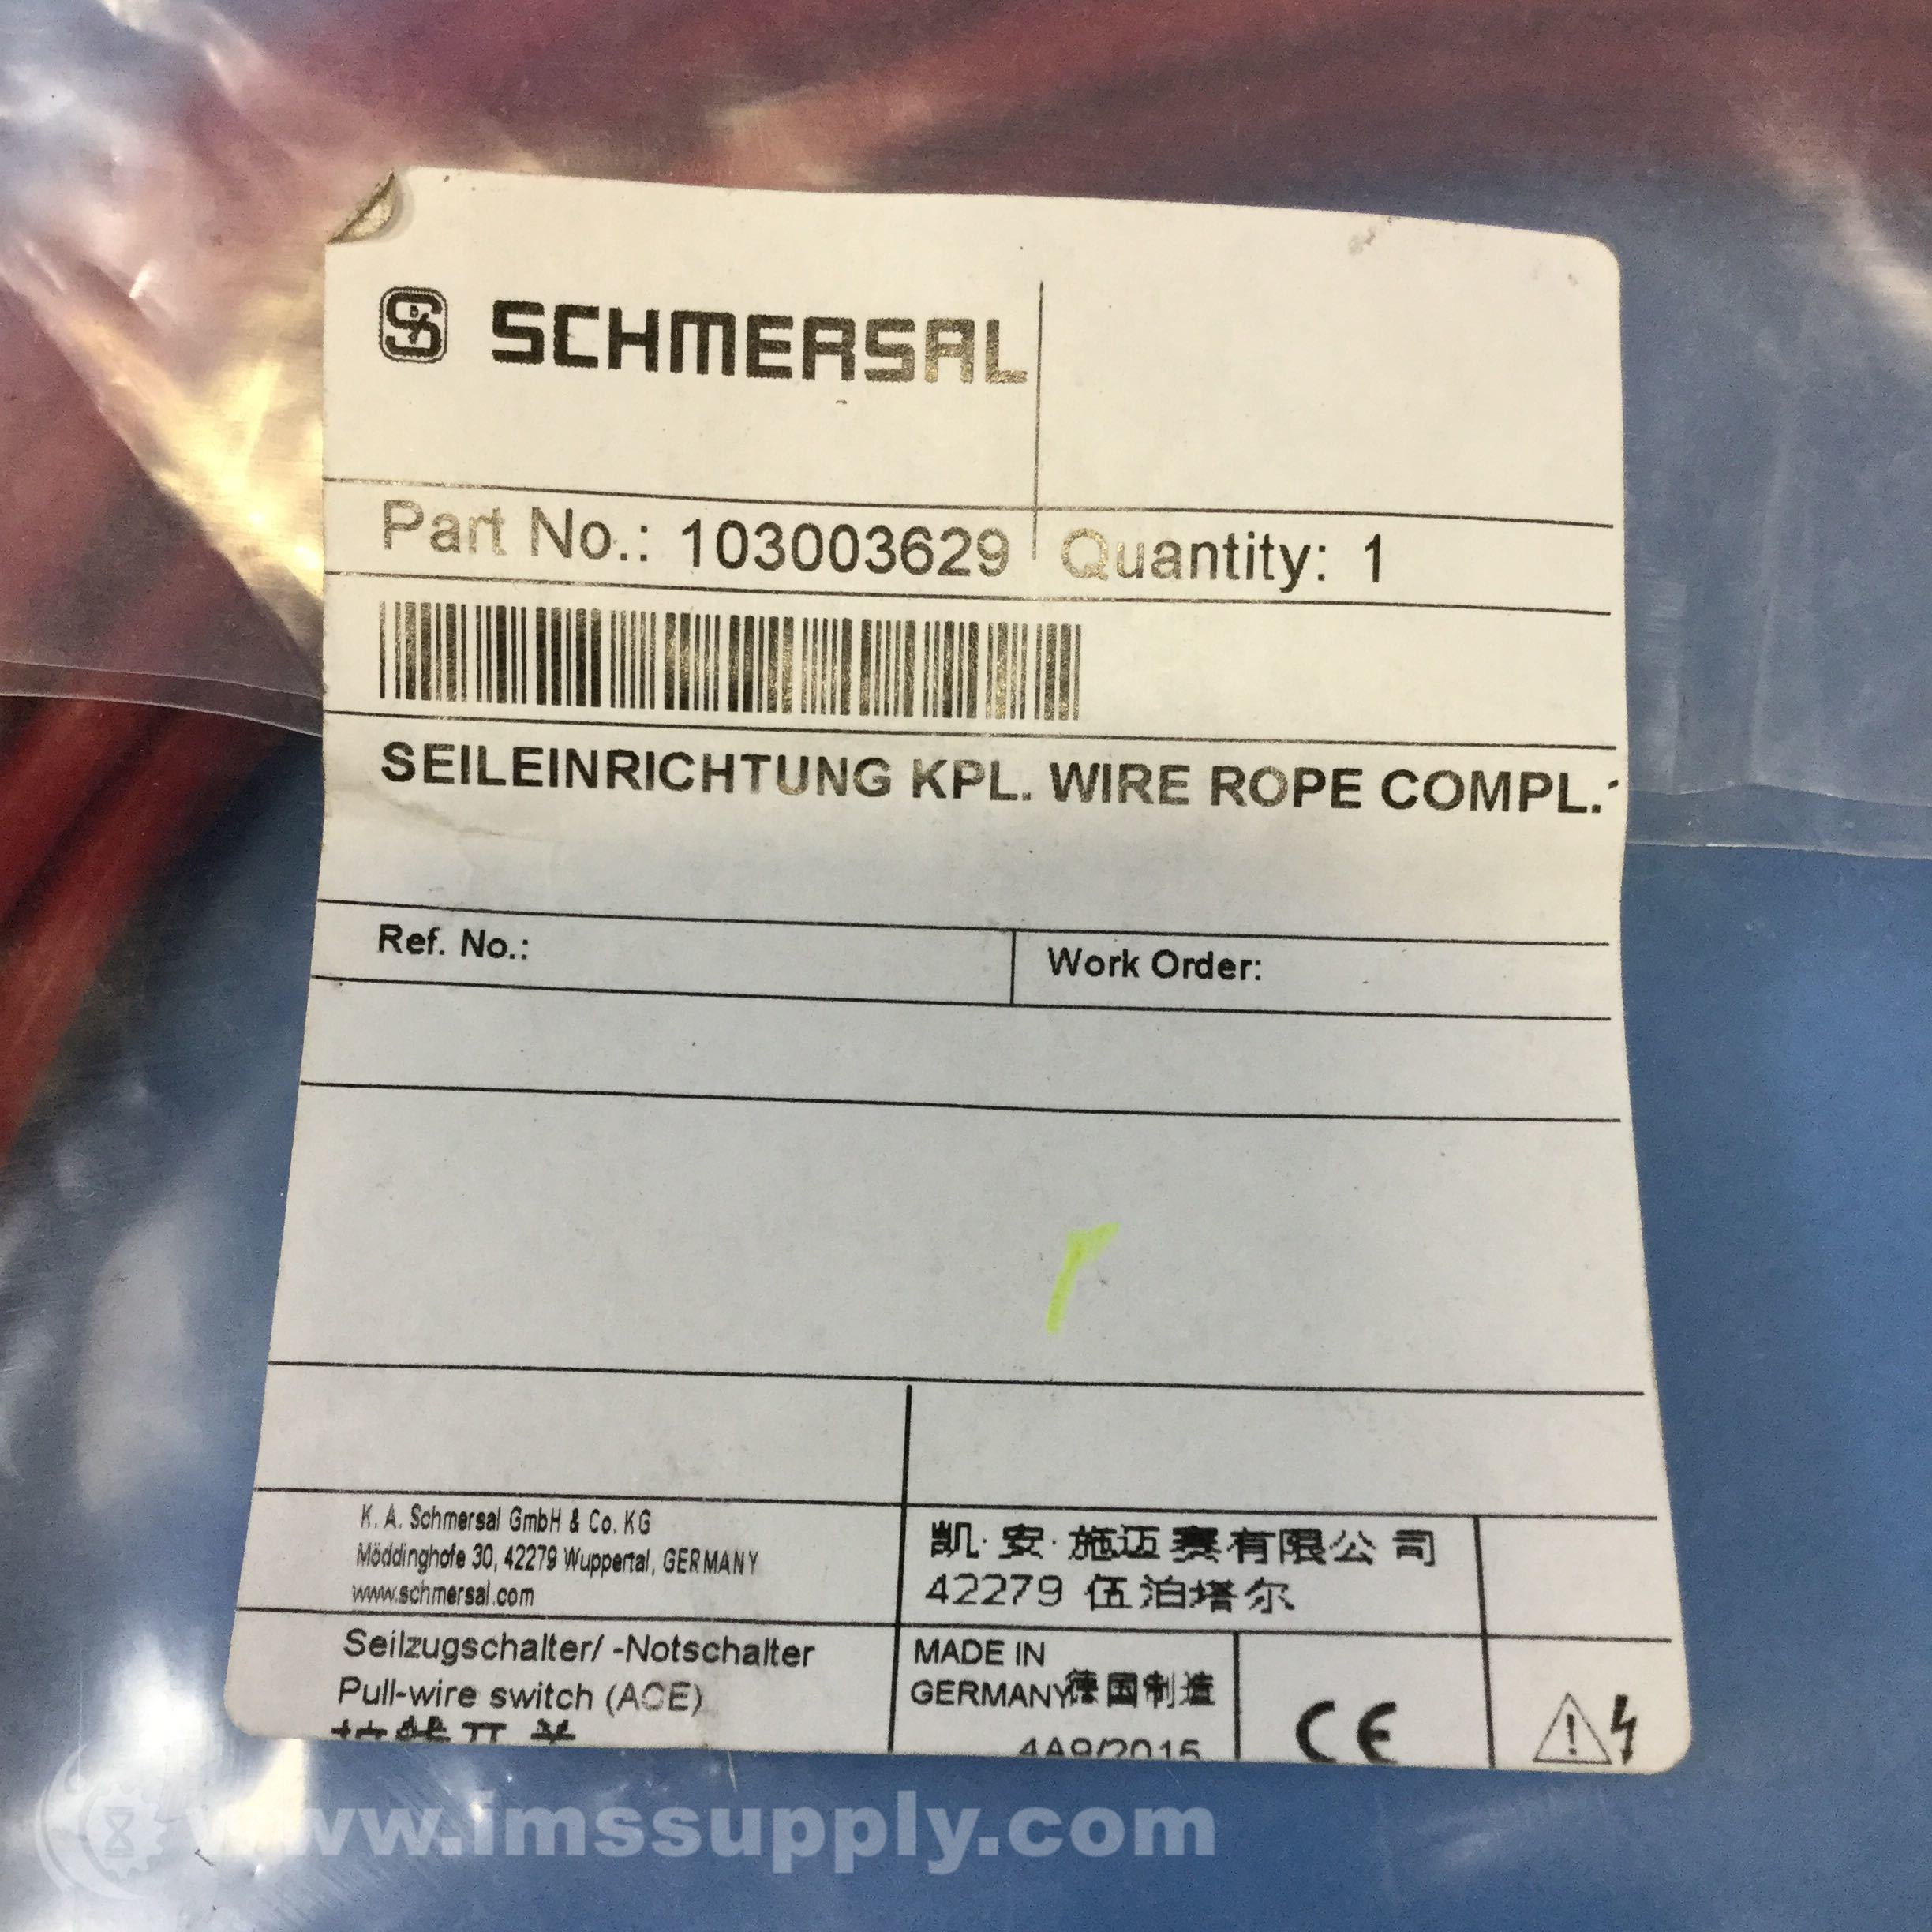 SCHMERSAL
Part No.: 103003629 Quantity: 1
SEILEINRICHTUNG KPL. WIRE ROPE COMPL.
Ref. No.: Work Order:
K. A. Schmersal GmbH & Co. KG
Möddinghofe 30, 42279 Wuppertal, GERMANY
www.schmersal.com
凯·安·施迈赛有限公司
42279 伍泊塔尔
Seilzugschalter/ -Notschalter
Pull-wire switch (ACE)
MADE IN
GERMANY德国制造
4A9/2015
CE
www.imssupply.com